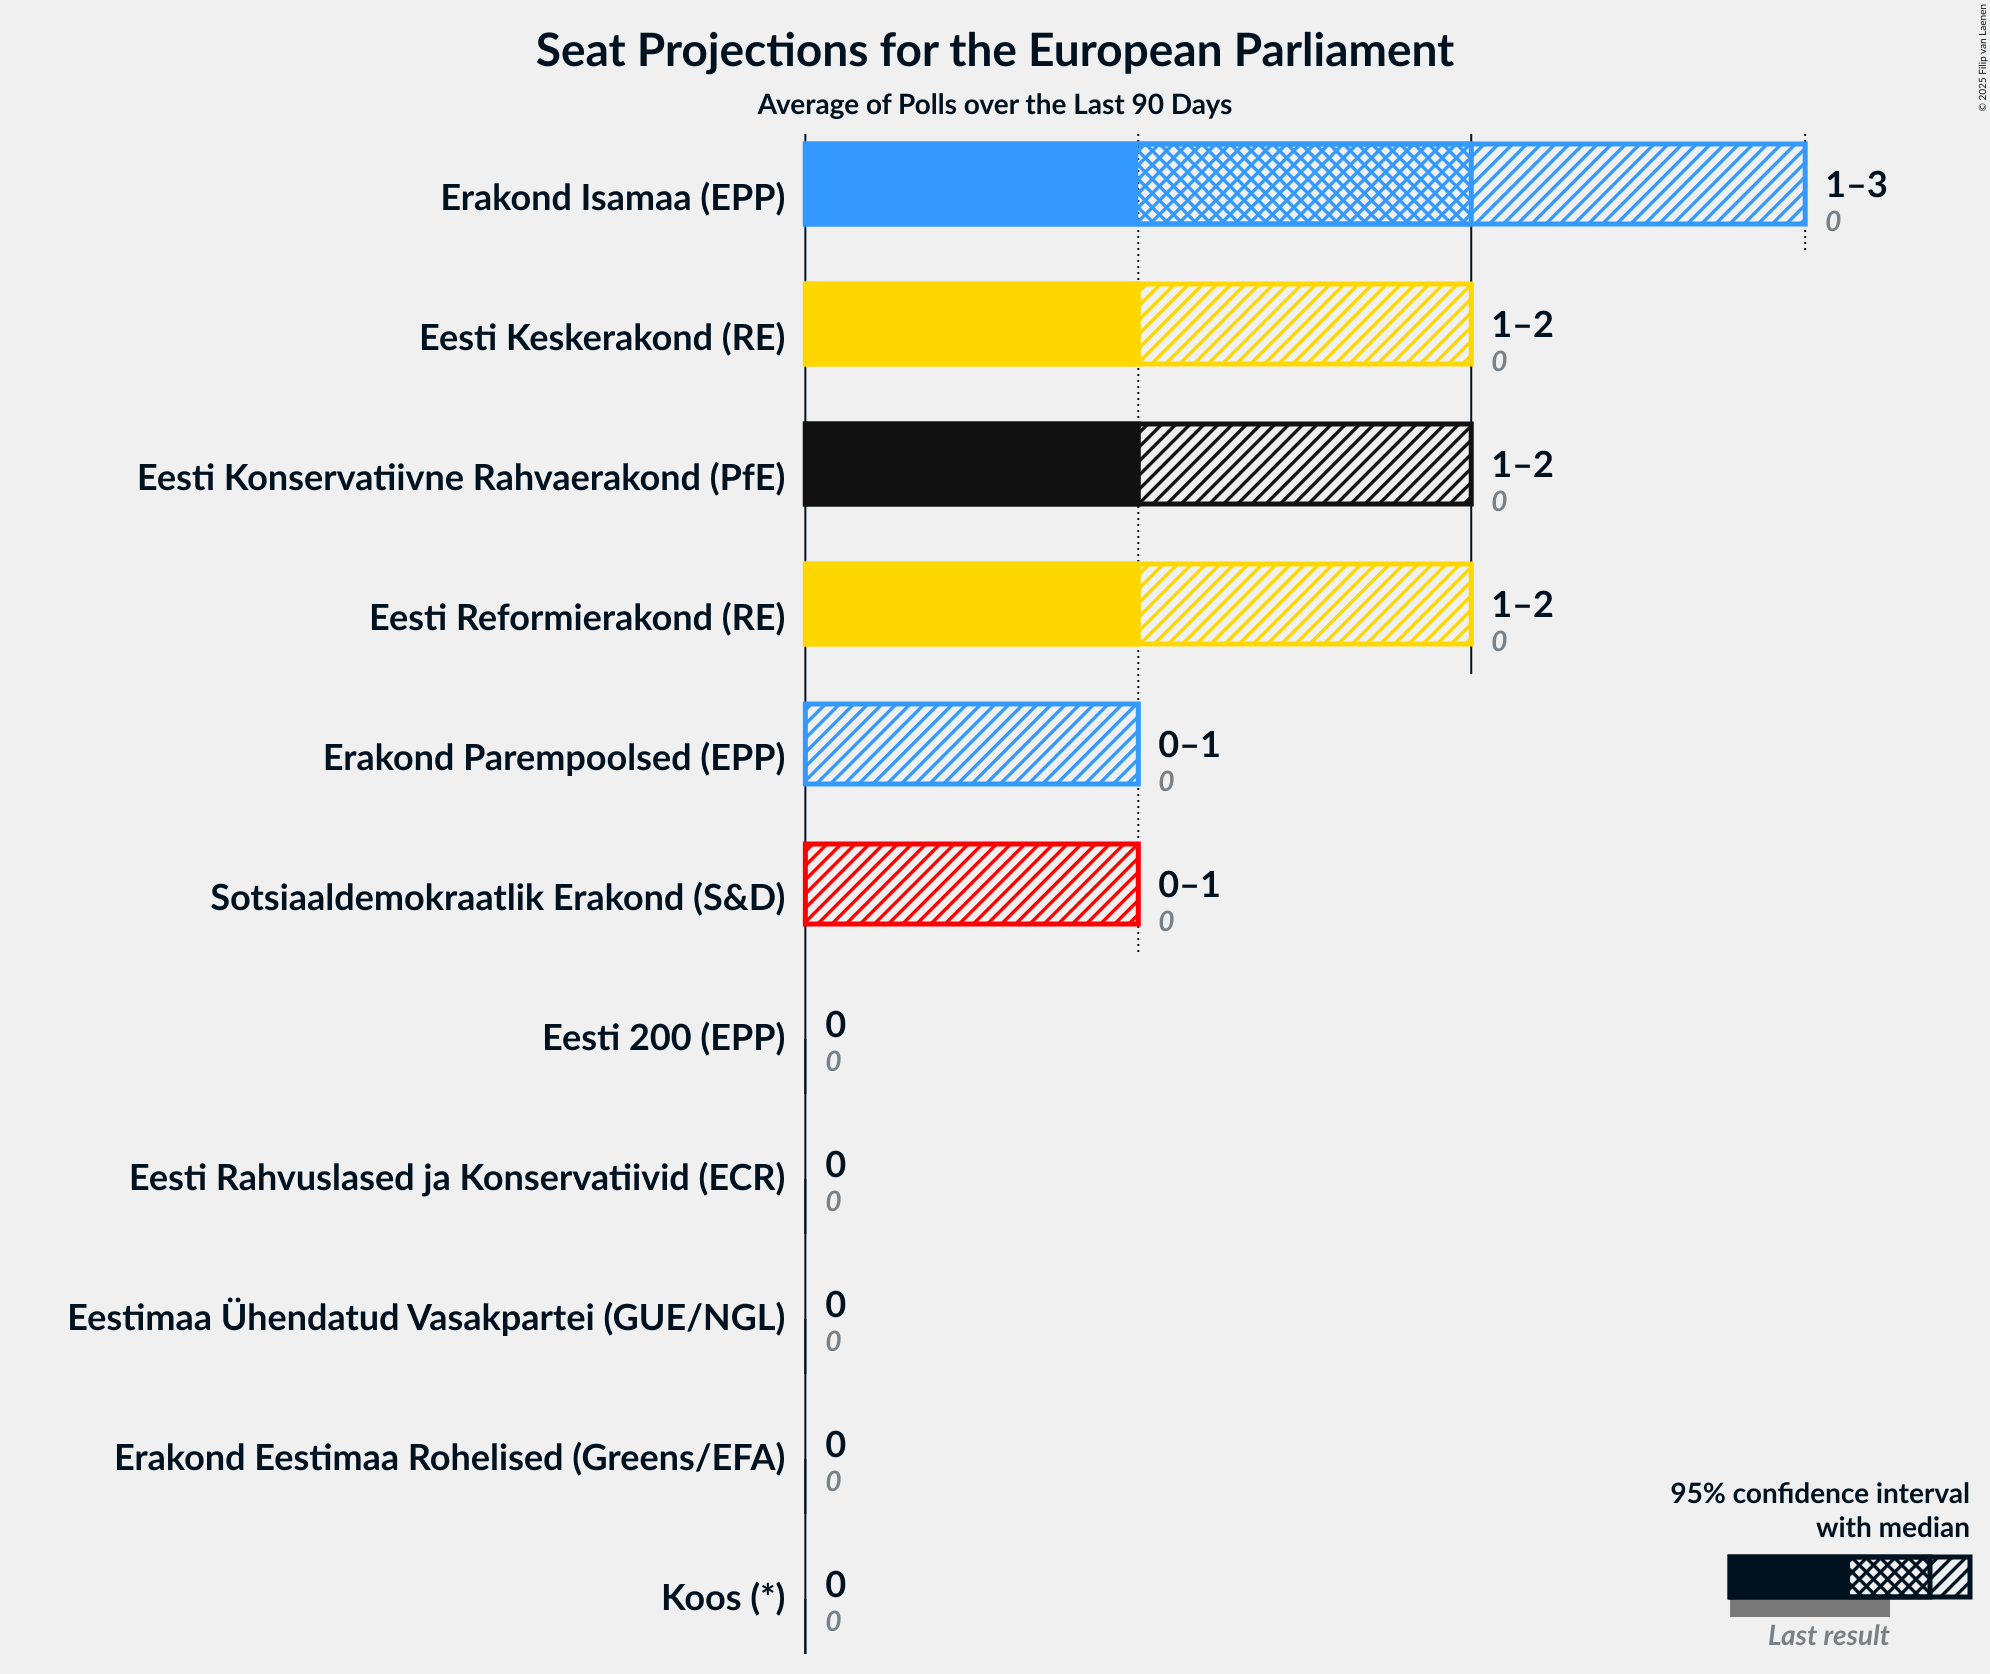 Seat Projections for the European Parliament
Average of Polls over the Last 90 Days
© 2025 Filip van Laenen
Erakond Isamaa (EPP)
1–3
0
Eesti Keskerakond (RE)
1–2
0
Eesti Konservatiivne Rahvaerakond (PfE)
1–2
0
Eesti Reformierakond (RE)
1–2
0
Erakond Parempoolsed (EPP)
0–1
0
Sotsiaaldemokraatlik Erakond (S&D)
0–1
0
Eesti 200 (EPP)
0
0
Eesti Rahvuslased ja Konservatiivid (ECR)
0
0
Eestimaa Ühendatud Vasakpartei (GUE/NGL)
0
0
Erakond Eestimaa Rohelised (Greens/EFA)
0
0
Koos (*)
0
0
95% confidence interval
with median
Last result